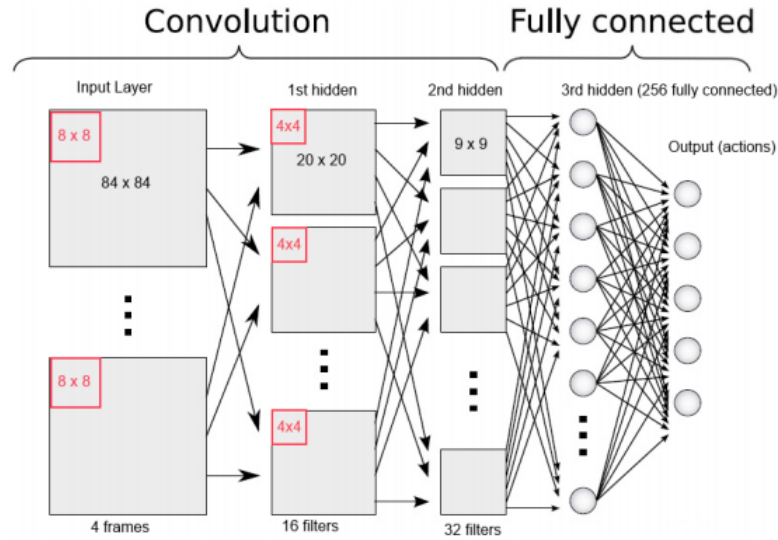 Convolution
Fully connected
Input Layer
1st hidden
2nd hidden
3rd hidden (256 fully connected)
Output (actions)
8 x 8
84 x 84
4x4
20 x 20
9 x 9
4x4
8 x 8
4x4
4 frames
16 filters
32 filters